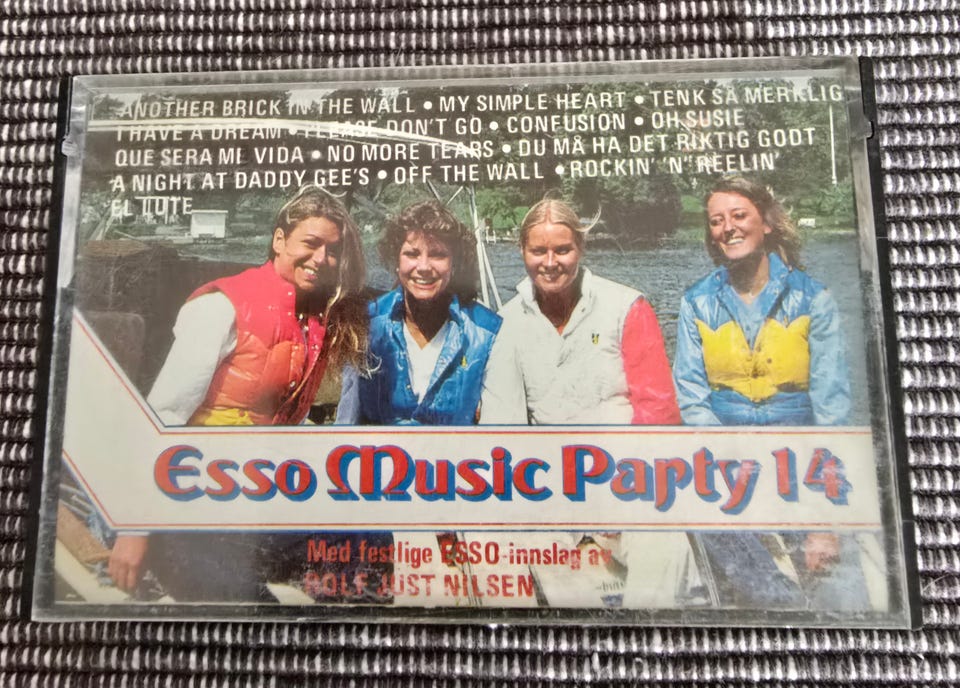 ANOTHER BRICK IN THE WALL • MY SIMPLE HEART • TENK SÅ MERKLIG
I HAVE A DREAM • PLEASE DON'T GO • CONFUSION • OH SUSIE
QUE SERA MI VIDA • NO MORE TEARS • DU MÅ HA DET RIKTIG GODT
A NIGHT AT DADDY GEE'S • OFF THE WALL • ROCKIN' 'N' REELIN'
EL LUTE
Esso Music Party 14
Med festlige ESSO-innslag av
ROLF JUST NILSEN